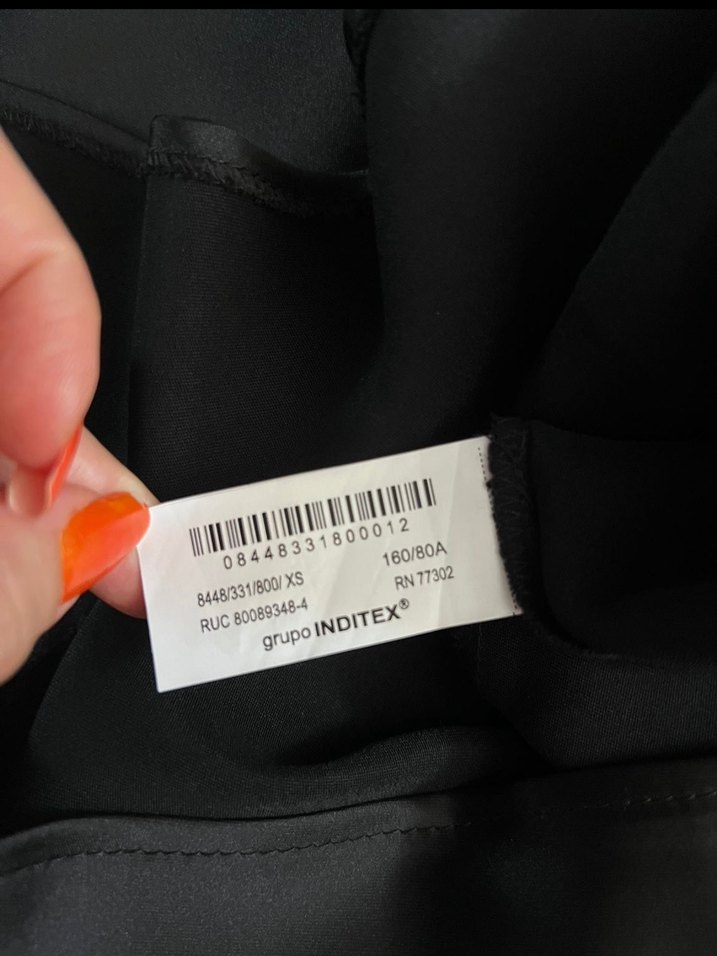 08448331800012
8448/331/800/ XS
160/80A
RUC 80089348-4
RN 77302
grupo INDITEX®